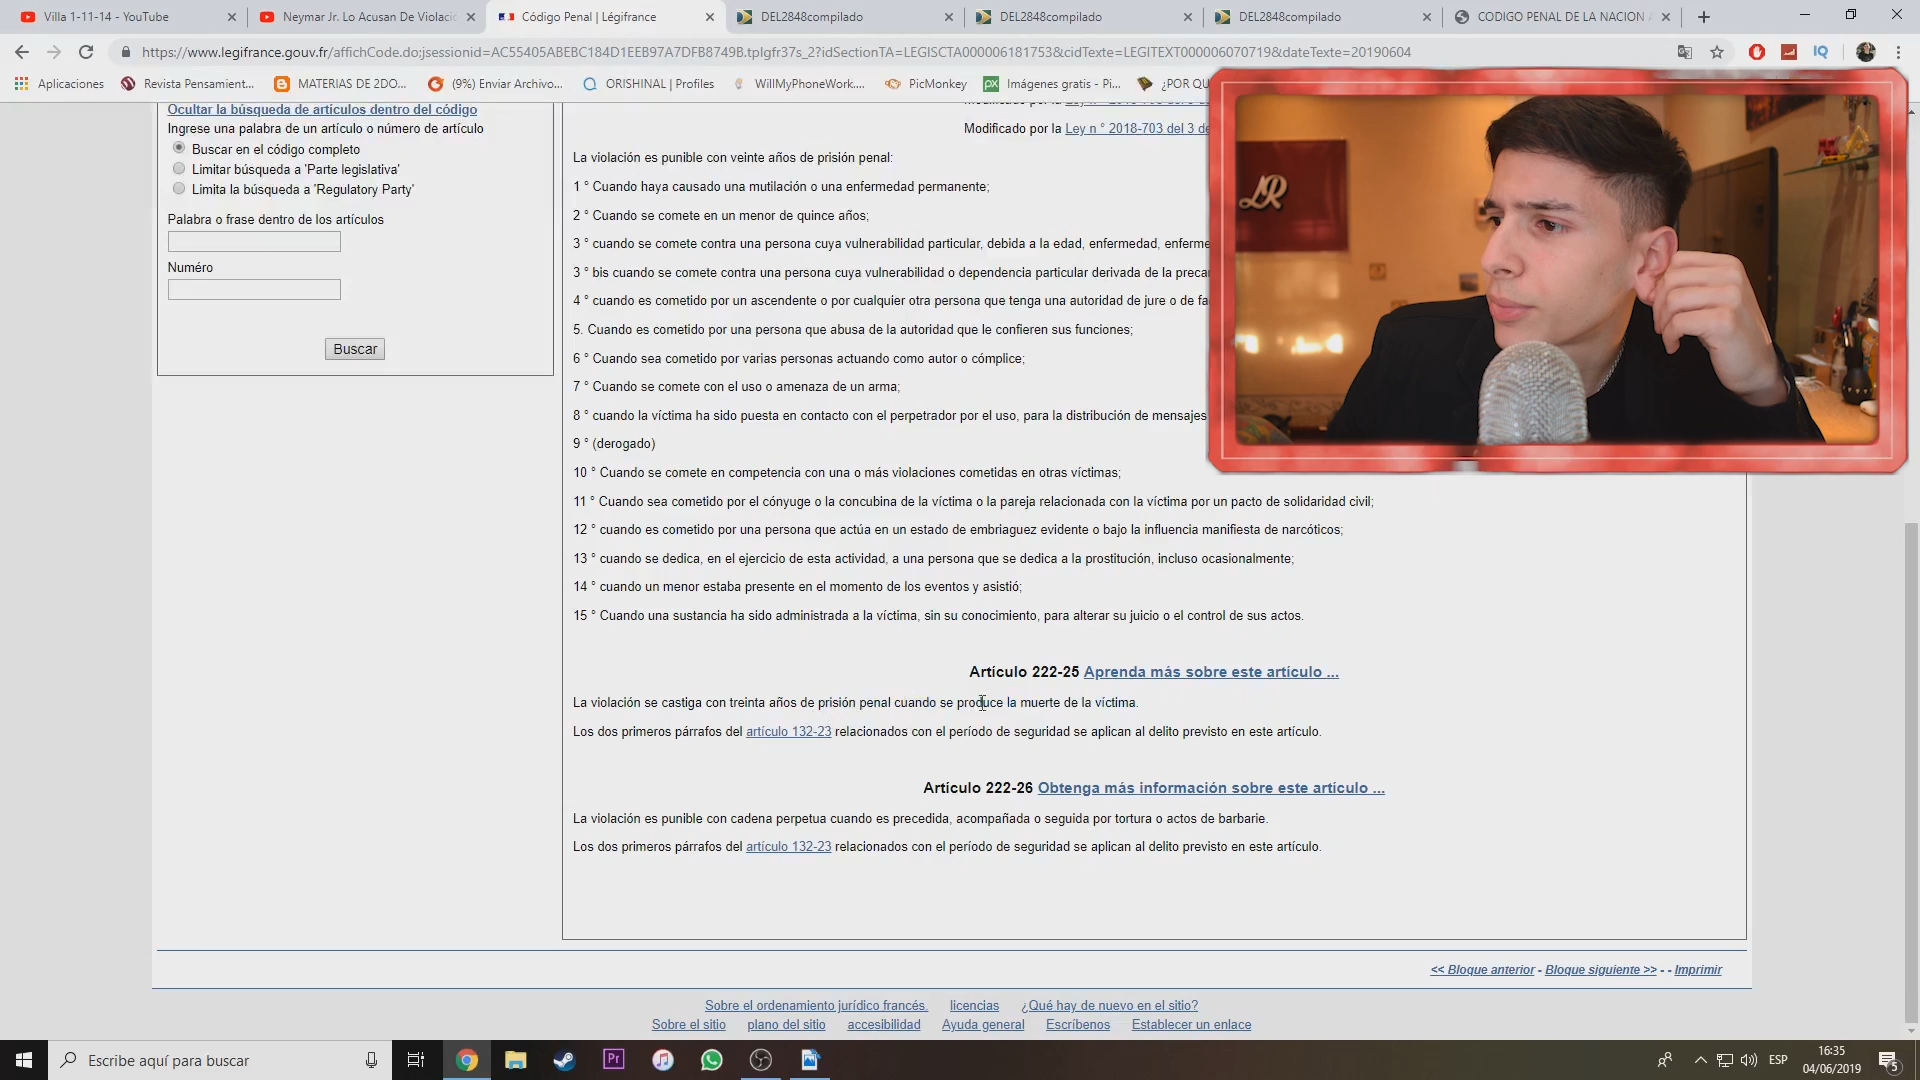 Villa 1-11-14 - YouTube
Neymar Jr. Lo Acusan De Violació
Código Penal | Légifrance
DEL2848compilado
DEL2848compilado
DEL2848compilado
CODIGO PENAL DE LA NACION
https://www.legifrance.gouv.fr/affichCode.do;jsessionid=AC55405ABEBC184D1EEB97A7DFB8749B.tplgfr37s_2?idSectionTA=LEGISCTA000006181753&cidTexte=LEGITEXT000006070719&dateTexte=20190604
Aplicaciones
Revista Pensamient...
MATERIAS DE 2DO...
(9%) Enviar Archivo...
ORISHINAL | Profiles
WillMyPhoneWork....
PicMonkey
Imágenes gratis - Pi...
¿POR QU
Ocultar la búsqueda de artículos dentro del código
Ingrese una palabra de un artículo o número de artículo
Buscar en el código completo
Limitar búsqueda a 'Parte legislativa'
Limita la búsqueda a 'Regulatory Party'
Palabra o frase dentro de los artículos
Numéro
Buscar
Modificado por la Ley n ° 2018-703 del 3 de
La violación es punible con veinte años de prisión penal:
1 ° Cuando haya causado una mutilación o una enfermedad permanente;
2 ° Cuando se comete en un menor de quince años;
3 ° cuando se comete contra una persona cuya vulnerabilidad particular, debida a la edad, enfermedad, enferme
3 ° bis cuando se comete contra una persona cuya vulnerabilidad o dependencia particular derivada de la precar
4 ° cuando es cometido por un ascendente o por cualquier otra persona que tenga una autoridad de jure o de fa
5. Cuando es cometido por una persona que abusa de la autoridad que le confieren sus funciones;
6 ° Cuando sea cometido por varias personas actuando como autor o cómplice;
7 ° Cuando se comete con el uso o amenaza de un arma;
8 ° cuando la víctima ha sido puesta en contacto con el perpetrador por el uso, para la distribución de mensajes
9 ° (derogado)
10 ° Cuando se comete en competencia con una o más violaciones cometidas en otras víctimas;
11 ° Cuando sea cometido por el cónyuge o la concubina de la víctima o la pareja relacionada con la víctima por un pacto de solidaridad civil;
12 ° cuando es cometido por una persona que actúa en un estado de embriaguez evidente o bajo la influencia manifiesta de narcóticos;
13 ° cuando se dedica, en el ejercicio de esta actividad, a una persona que se dedica a la prostitución, incluso ocasionalmente;
14 ° cuando un menor estaba presente en el momento de los eventos y asistió;
15 ° Cuando una sustancia ha sido administrada a la víctima, sin su conocimiento, para alterar su juicio o el control de sus actos.
Artículo 222-25 Aprenda más sobre este artículo ...
La violación se castiga con treinta años de prisión penal cuando se produce la muerte de la víctima.
Los dos primeros párrafos del artículo 132-23 relacionados con el período de seguridad se aplican al delito previsto en este artículo.
Artículo 222-26 Obtenga más información sobre este artículo ...
La violación es punible con cadena perpetua cuando es precedida, acompañada o seguida por tortura o actos de barbarie.
Los dos primeros párrafos del artículo 132-23 relacionados con el período de seguridad se aplican al delito previsto en este artículo.
<< Bloque anterior - Bloque siguiente >> - - Imprimir
Sobre el ordenamiento jurídico francés. licencias ¿Qué hay de nuevo en el sitio?
Sobre el sitio plano del sitio accesibilidad Ayuda general Escríbenos Establecer un enlace
Escribe aquí para buscar
Pr
ESP
16:35
04/06/2019
5